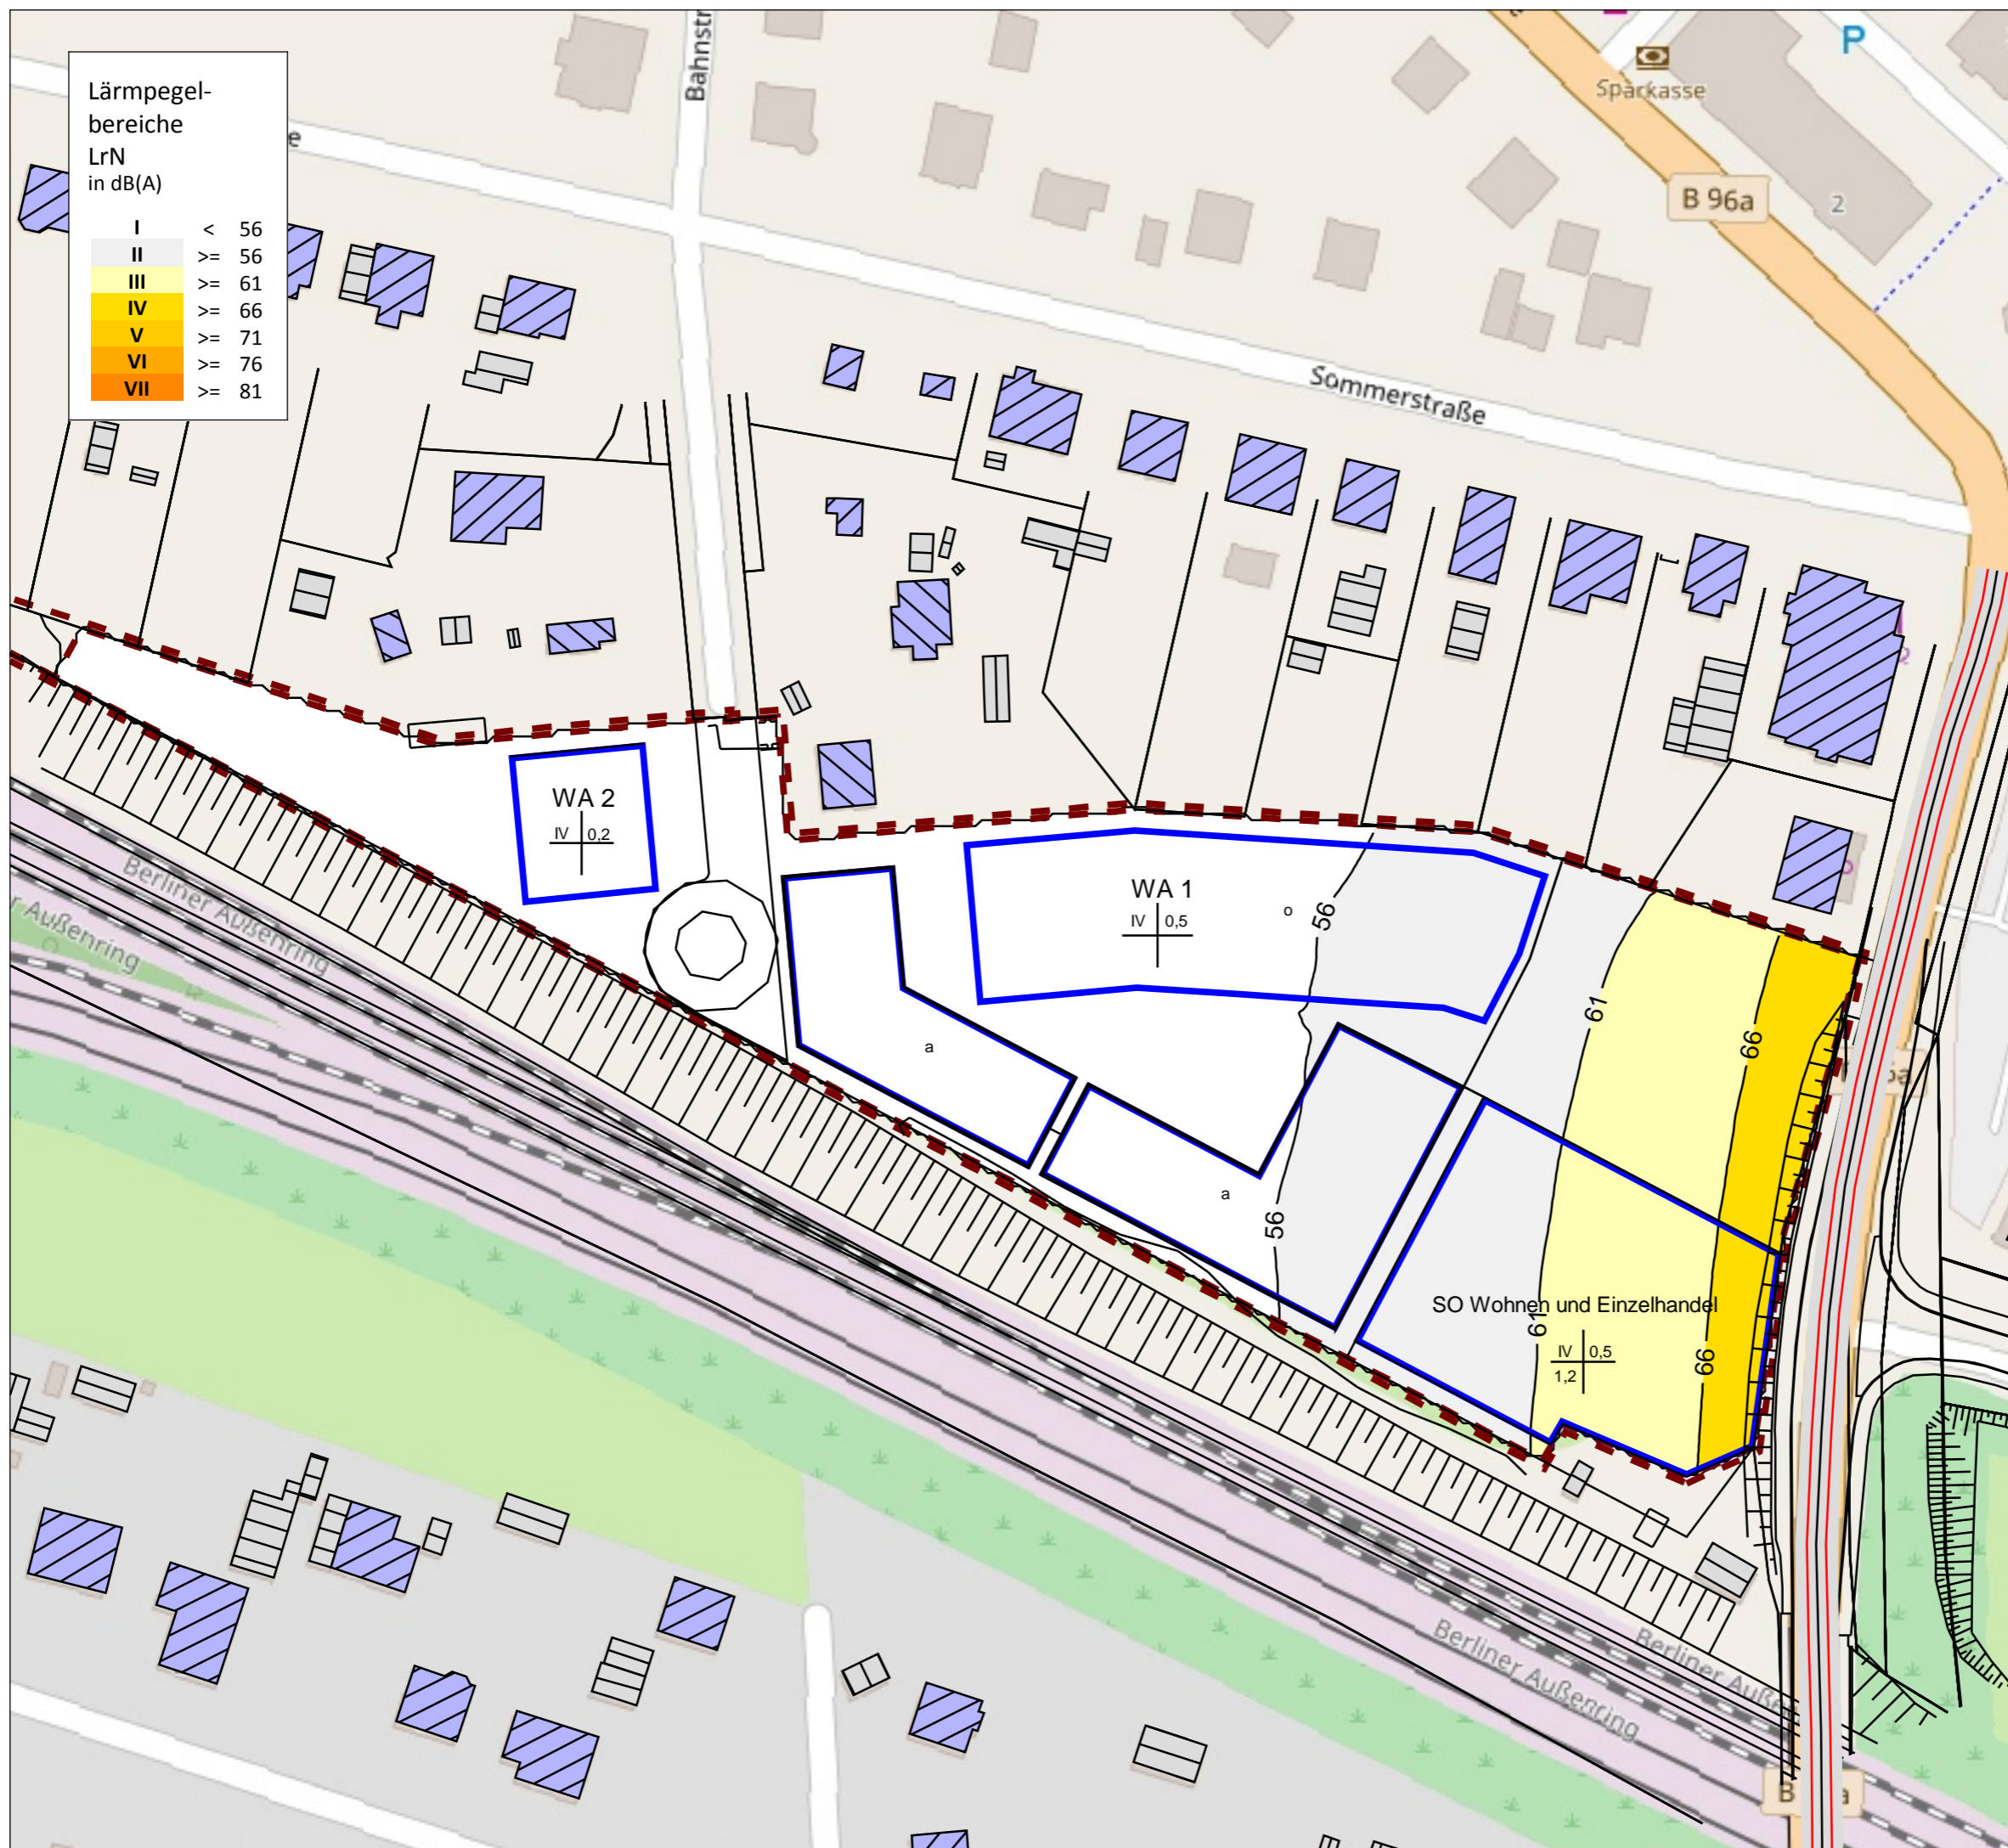 Lärmpegel-
bereiche
LrN
in dB(A)
I < 56
II >= 56
III >= 61
IV >= 66
V >= 71
VI >= 76
VII >= 81
Bahnstr
P
Sparkasse
B 96a
2
Sommerstraße
WA 2
IV 0,2
WA 1
IV 0,5
o
56
61
66
a
a
56
SO Wohnen und Einzelhandel
61
IV 0,5
1,2
66
Berliner Außenring
r Außenring
Berliner Außenring
Berliner Auße